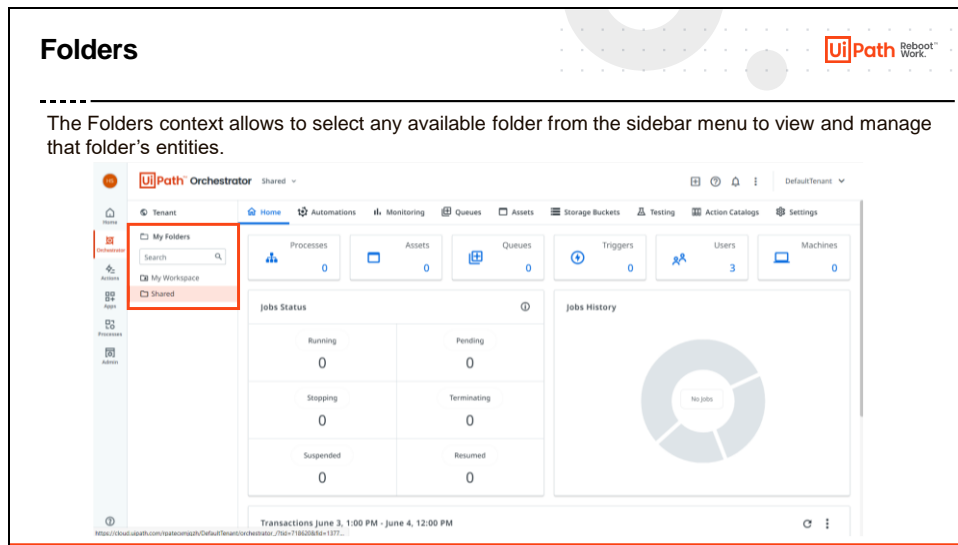 Folders
UiPath Reboot Work.
The Folders context allows to select any available folder from the sidebar menu to view and manage
that folder's entities.
HS UiPath Orchestrator Shared DefaultTenant
Home
Orchestrator
Actions
Apps
Processes
Admin
Tenant
My Folders
Search
My Workspace
Shared
Home Automations Monitoring Queues Assets Storage Buckets Testing Action Catalogs Settings
Processes Assets Queues Triggers Users Machines
0 0 0 0 3 0
Jobs Status
Running Pending
0 0
Stopping Terminating
0 0
Suspended Resumed
0 0
Jobs History
No Jobs
Transactions June 3, 1:00 PM - June 4, 12:00 PM